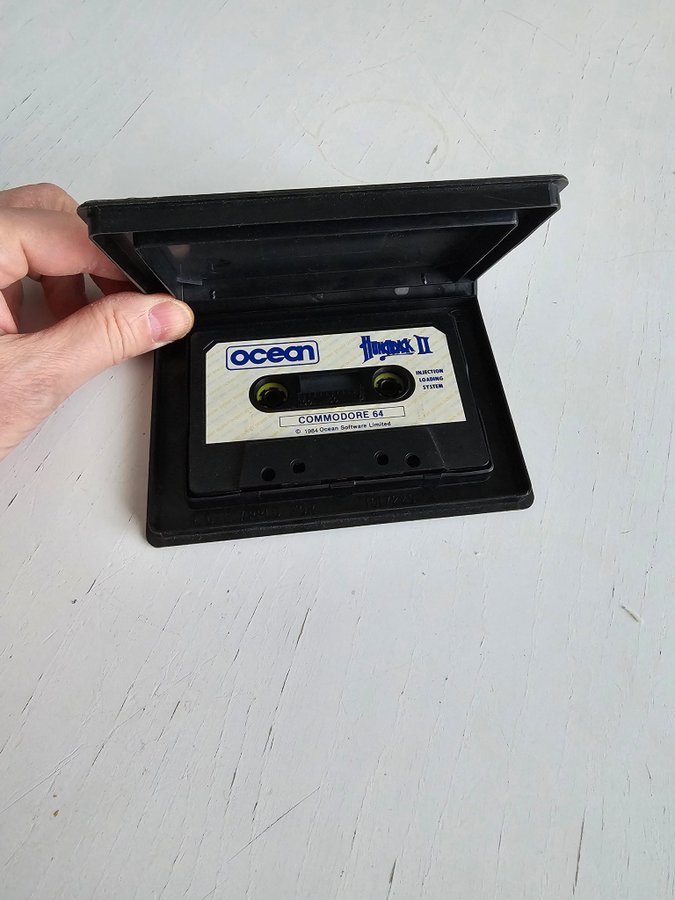 ocean
Hunchback II
INJECTION
LOADING
SYSTEM
COMMODORE 64
© 1984 Ocean Software Limited